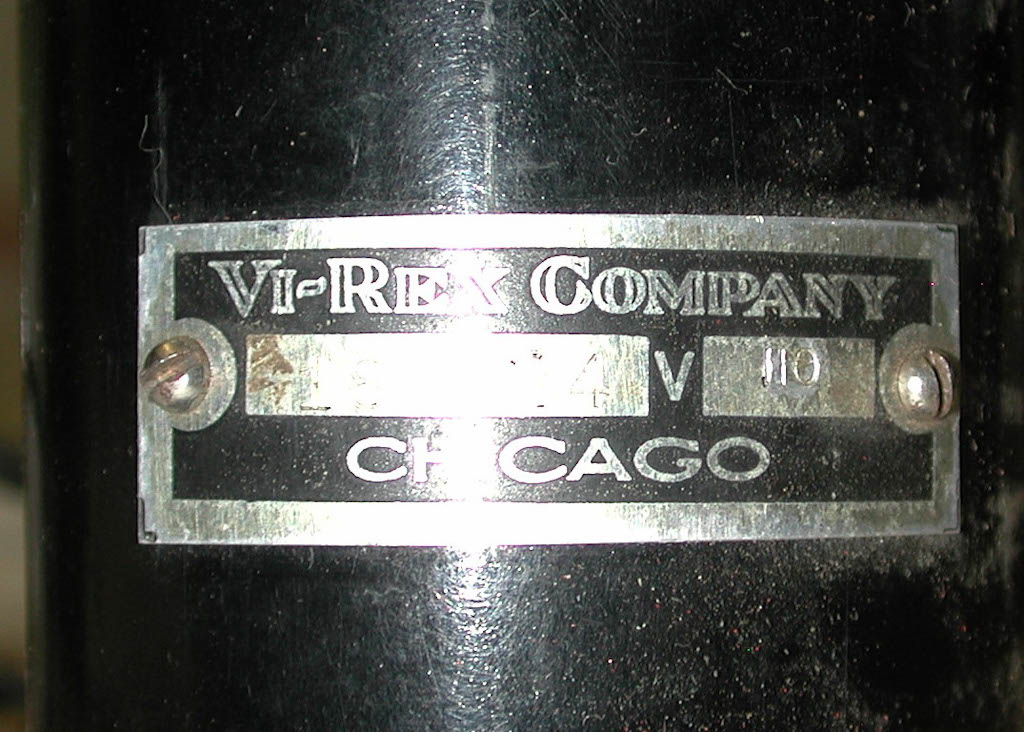 VI-REX COMPANY
V 110
CHICAGO